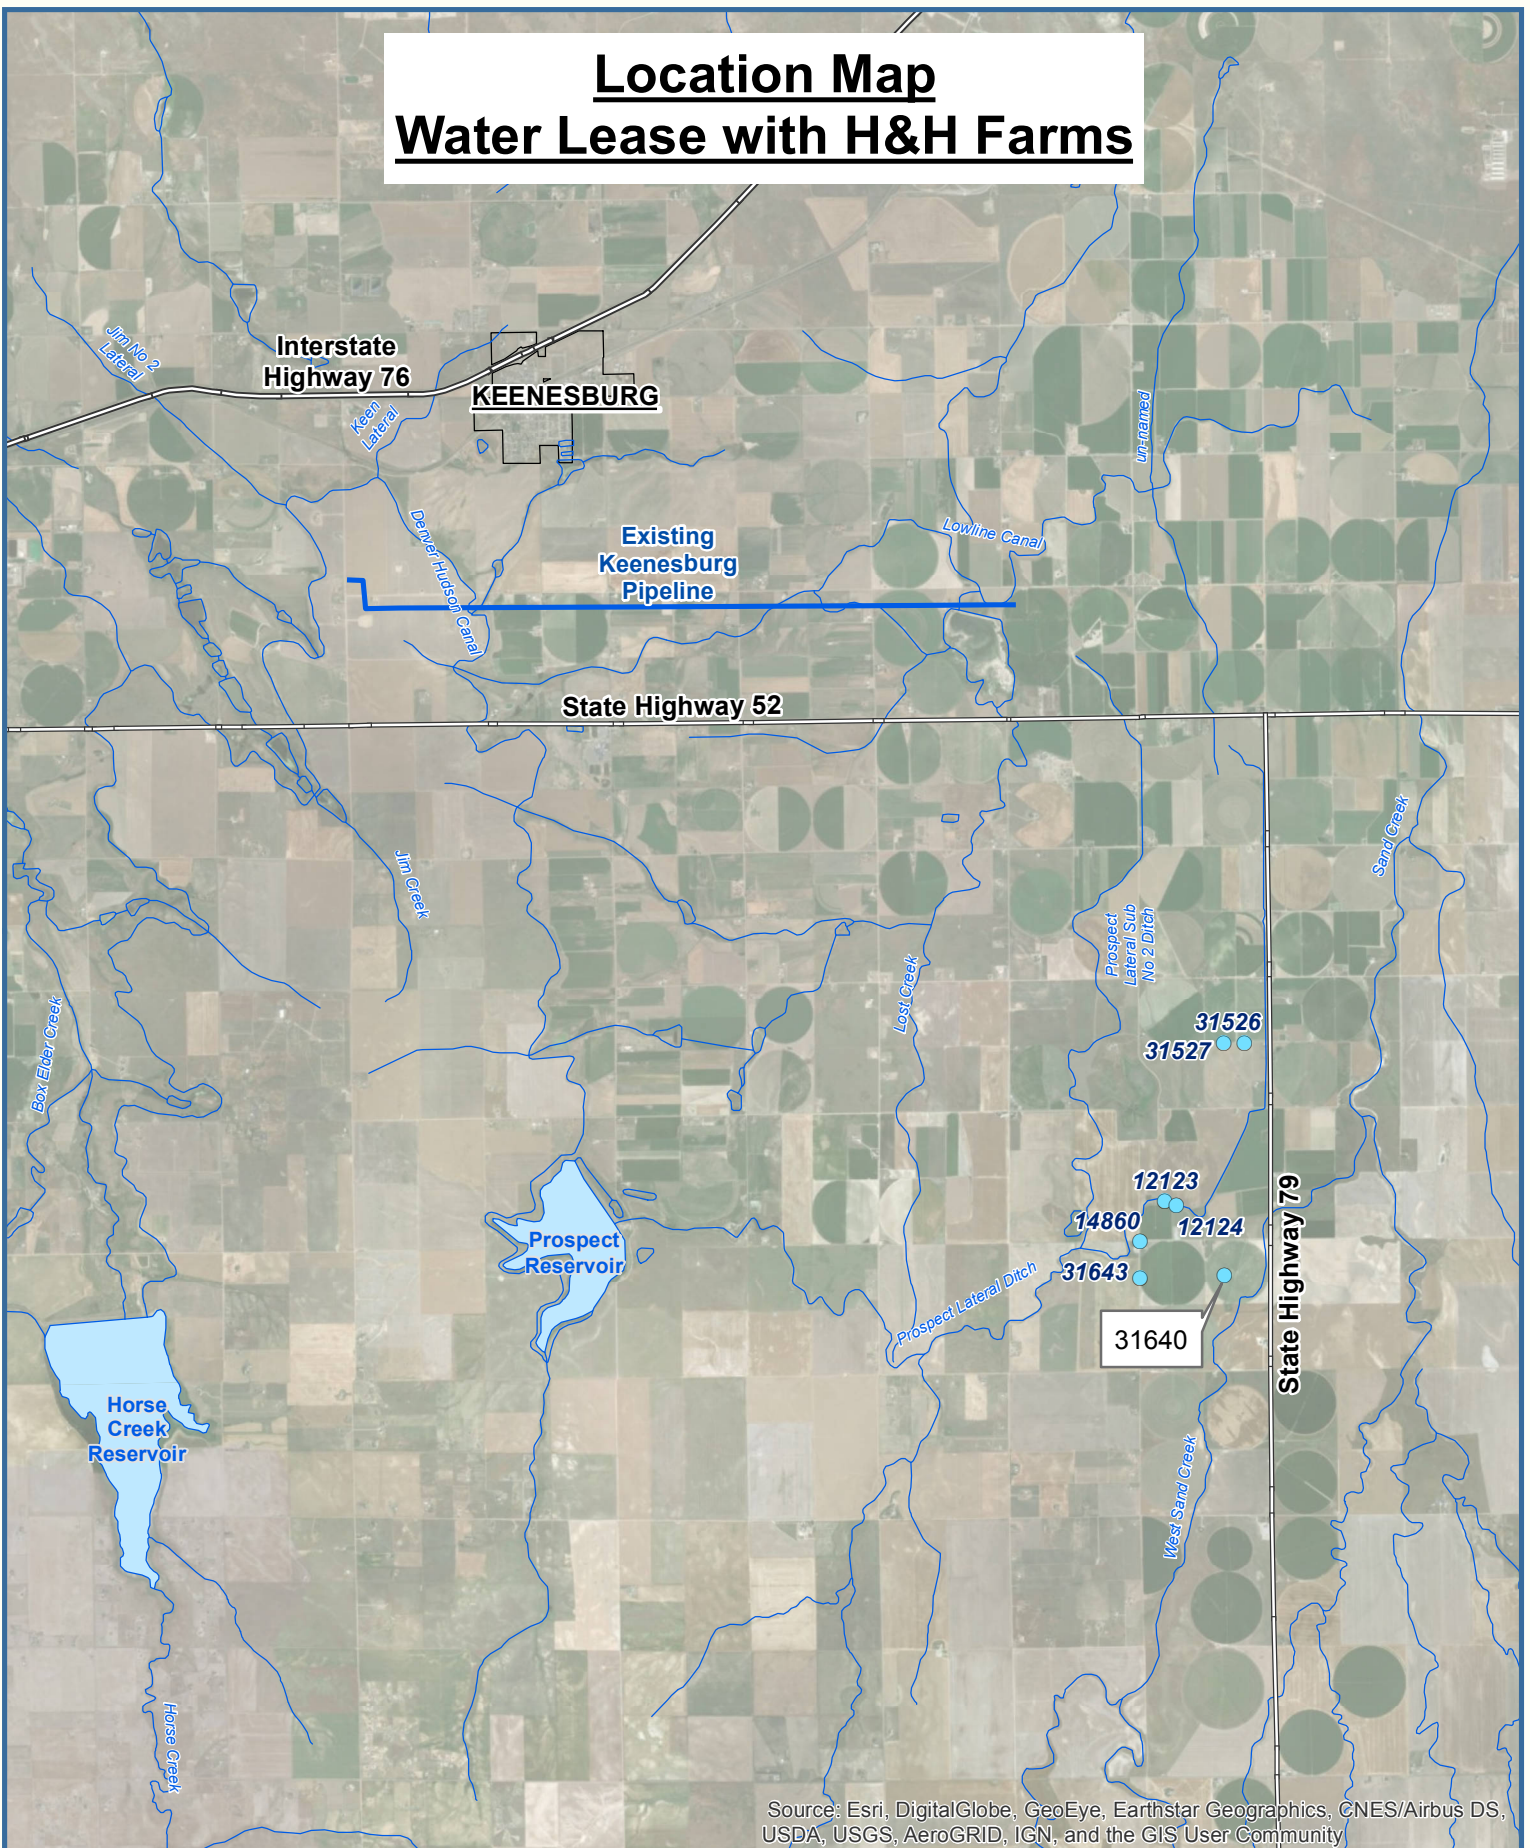 Location Map
Water Lease with H&H Farms
Jim No 2
Lateral
Interstate
Highway 76
Keen
Lateral
KEENESBURG
un-named
Denver Hudson Canal
Existing
Keenesburg
Pipeline
Lowline Canal
State Highway 52
Sand Creek
Jim Creek
Prospect
Lateral Sub
No 2 Ditch
Lost Creek
Box Elder Creek
31526
31527
12123
12124
14860
31643
State Highway 79
Prospect
Reservoir
Prospect Lateral Ditch
31640
Horse
Creek
Reservoir
West Sand Creek
Horse Creek
Source: Esri, DigitalGlobe, GeoEye, Earthstar Geographics, CNES/Airbus DS,
USDA, USGS, AeroGRID, IGN, and the GIS User Community